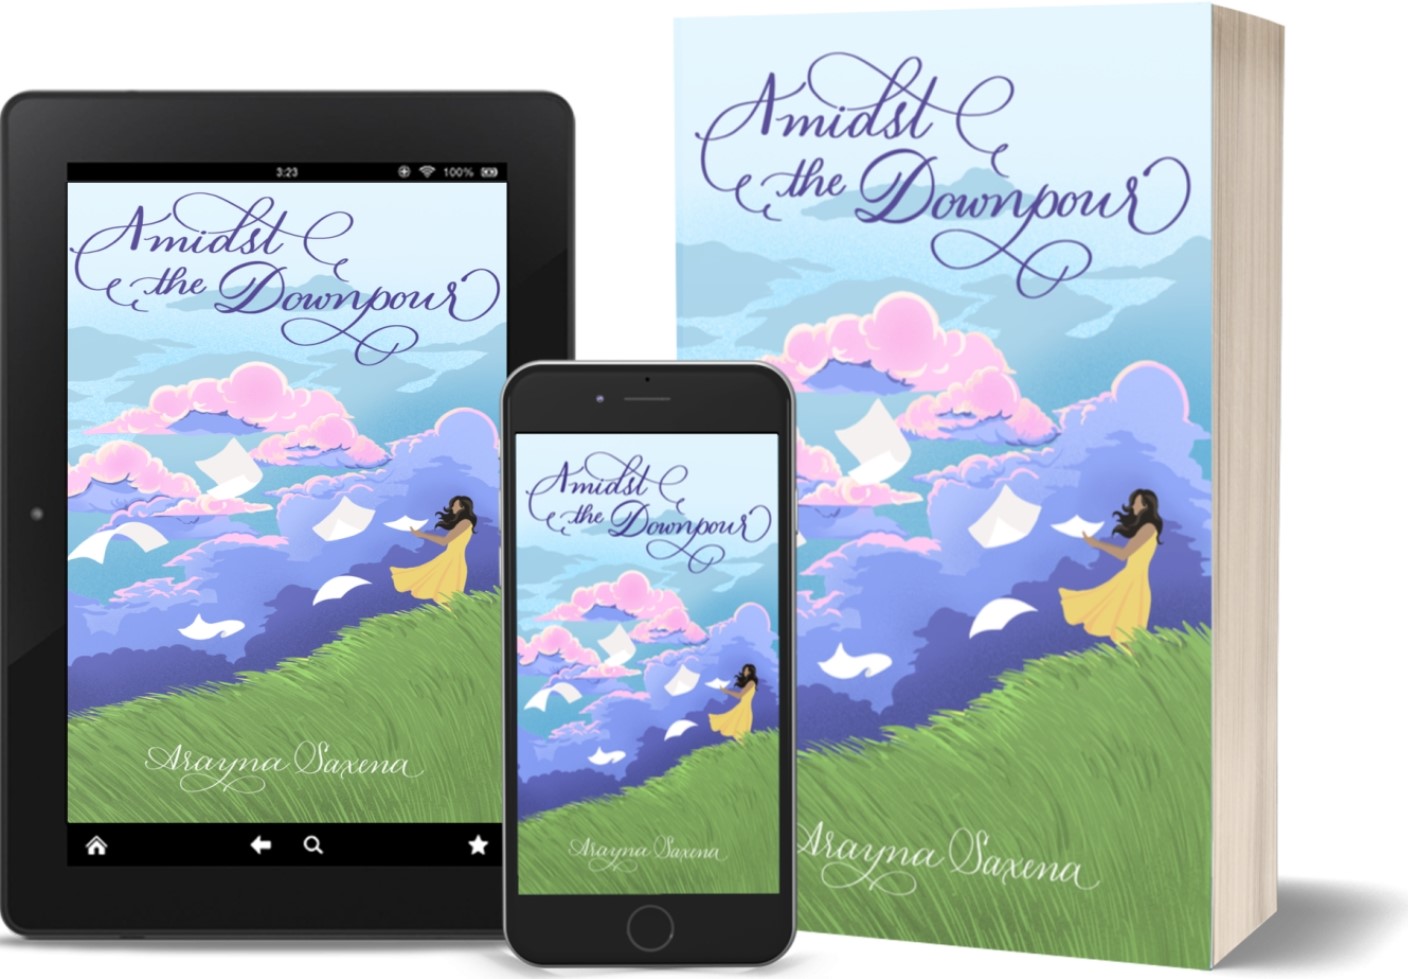 3:23
100%
Amidst
the Downpour
Arayna Saxena
Amidst
the Downpour
Arayna Saxena
Amidst
the Downpour
Arayna Saxena